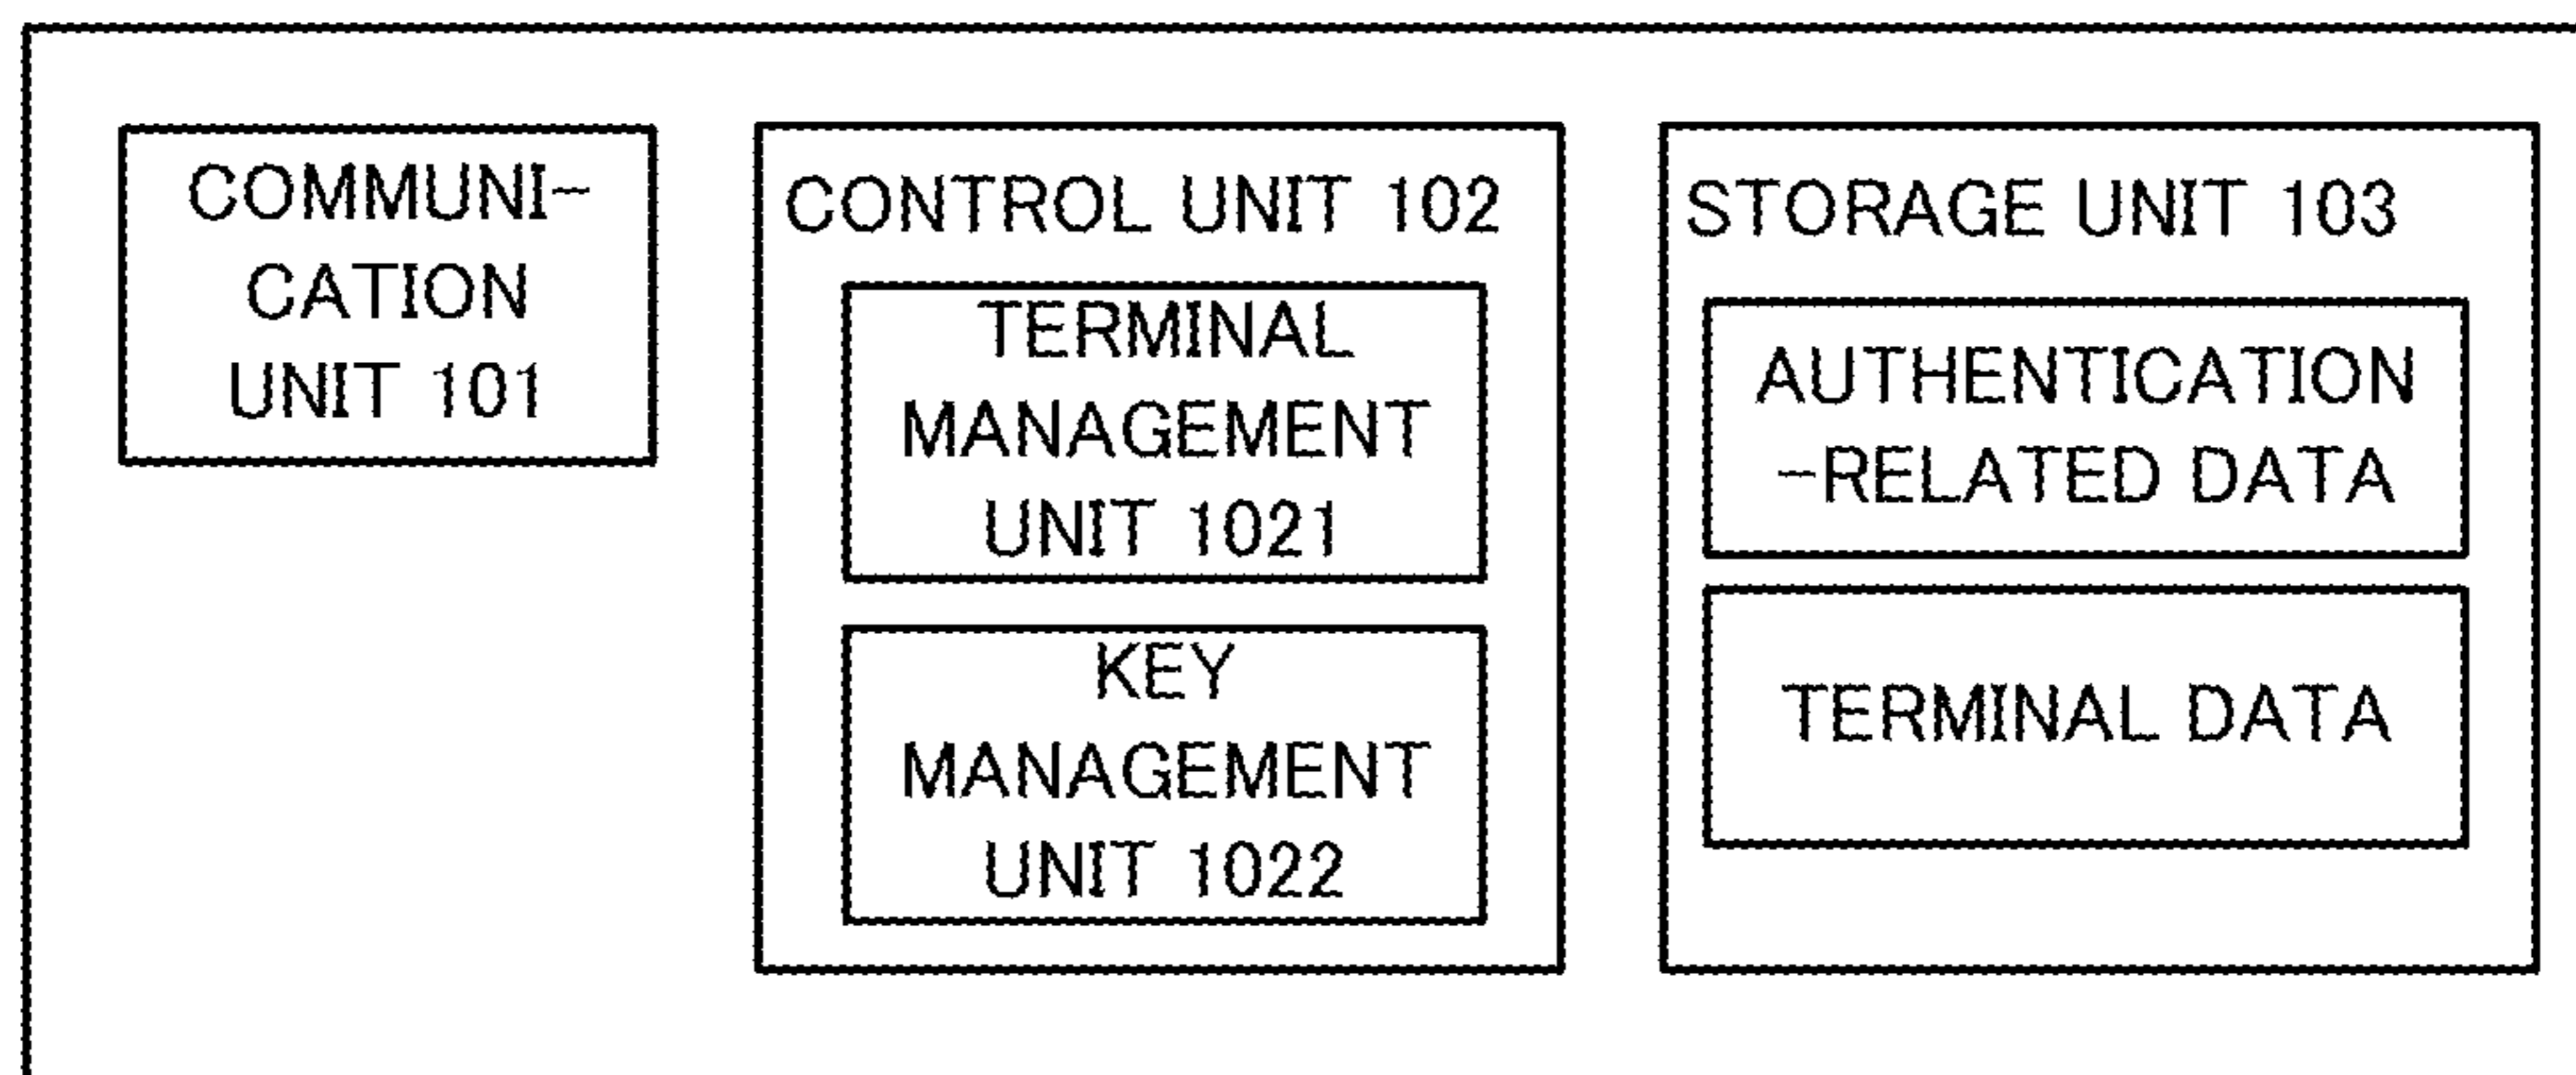 COMMUNI-
CATION
UNIT 101
CONTROL UNIT 102
TERMINAL
MANAGEMENT
UNIT 1021
KEY
MANAGEMENT
UNIT 1022
STORAGE UNIT 103
AUTHENTICATION
-RELATED DATA
TERMINAL DATA